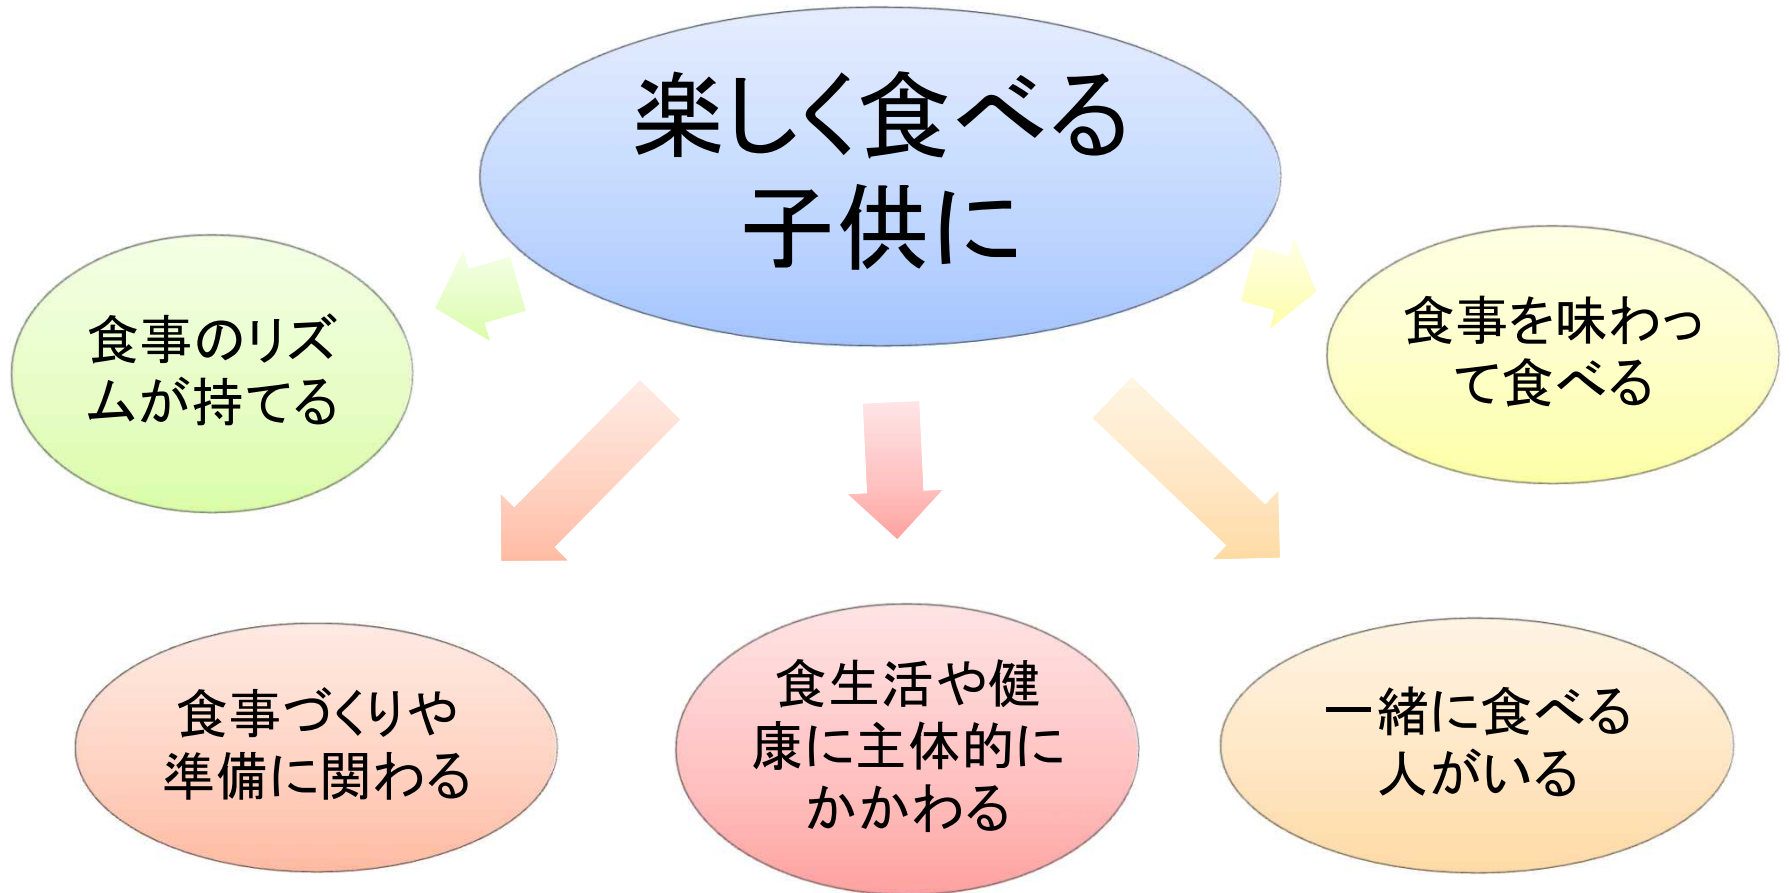 楽しく食べる
子供に
食事のリズ
ムが持てる
食事を味わっ
て食べる
食事づくりや
準備に関わる
食生活や健
康に主体的に
かかわる
一緒に食べる
人がいる